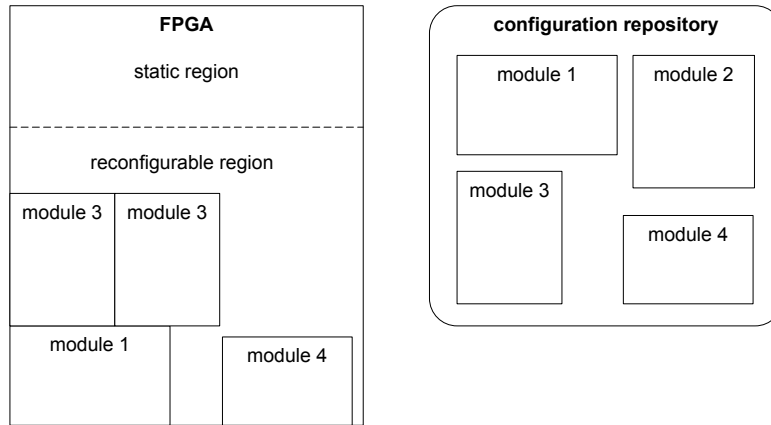 FPGA
static region
reconfigurable region
module 3
module 3
module 1
module 4
configuration repository
module 1
module 2
module 3
module 4